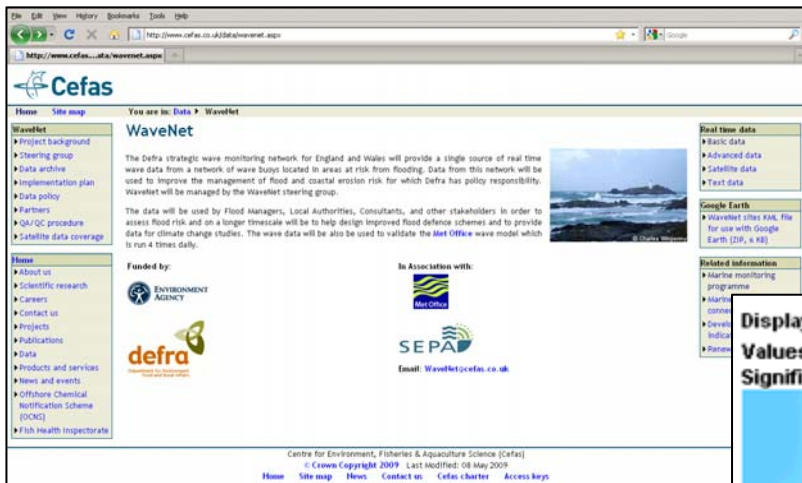 File Edit View History Bookmarks Tools Help
http://www.cefas.co.uk/data/wavenet.aspx
Google
http://www.cefas....ata/wavenet.aspx
Cefas
Home Site map You are in: Data WaveNet
WaveNet
Project background
Steering group
Data archive
Implementation plan
Data policy
Partners
QA/QC procedure
Satellite data coverage
Home
About us
Scientific research
Careers
Contact us
Projects
Publications
Data
Products and services
News and events
Offshore Chemical
Notification Scheme
(OCNS)
Fish Health Inspectorate
WaveNet
The Defra strategic wave monitoring network for England and Wales will provide a single source of real time
wave data from a network of wave buoys located in areas at risk from flooding. Data from this network will be
used to improve the management of flood and coastal erosion risk for which Defra has policy responsibility.
WaveNet will be managed by the WaveNet steering group.
The data will be used by Flood Managers, Local Authorities, Consultants, and other stakeholders in order to
assess flood risk and on a longer timescale will be to help design improved flood defence schemes and to provide
data for climate change studies. The wave data will be also be used to validate the Met Office wave model which
is run 4 times daily.
© Charles
Funded by:
ENVIRONMENT
AGENCY
defra
Department for Environment
Food and Rural Affairs
In Association with:
Met Office
SEPA
Email: WaveNet@cefas.co.uk
Real time data
Basic data
Advanced data
Satellite data
Text data
Google Earth
WaveNet sites KML file
for use with Google
Earth (ZIP, 6 KB)
Related information
Marine monitoring
programme
Marine
Displa
Values
Signifi
Centre for Environment, Fisheries & Aquaculture Science (Cefas)
© Crown Copyright 2009 Last Modified: 08 May 2009
Home Site map News Contact us Cefas charter Access keys